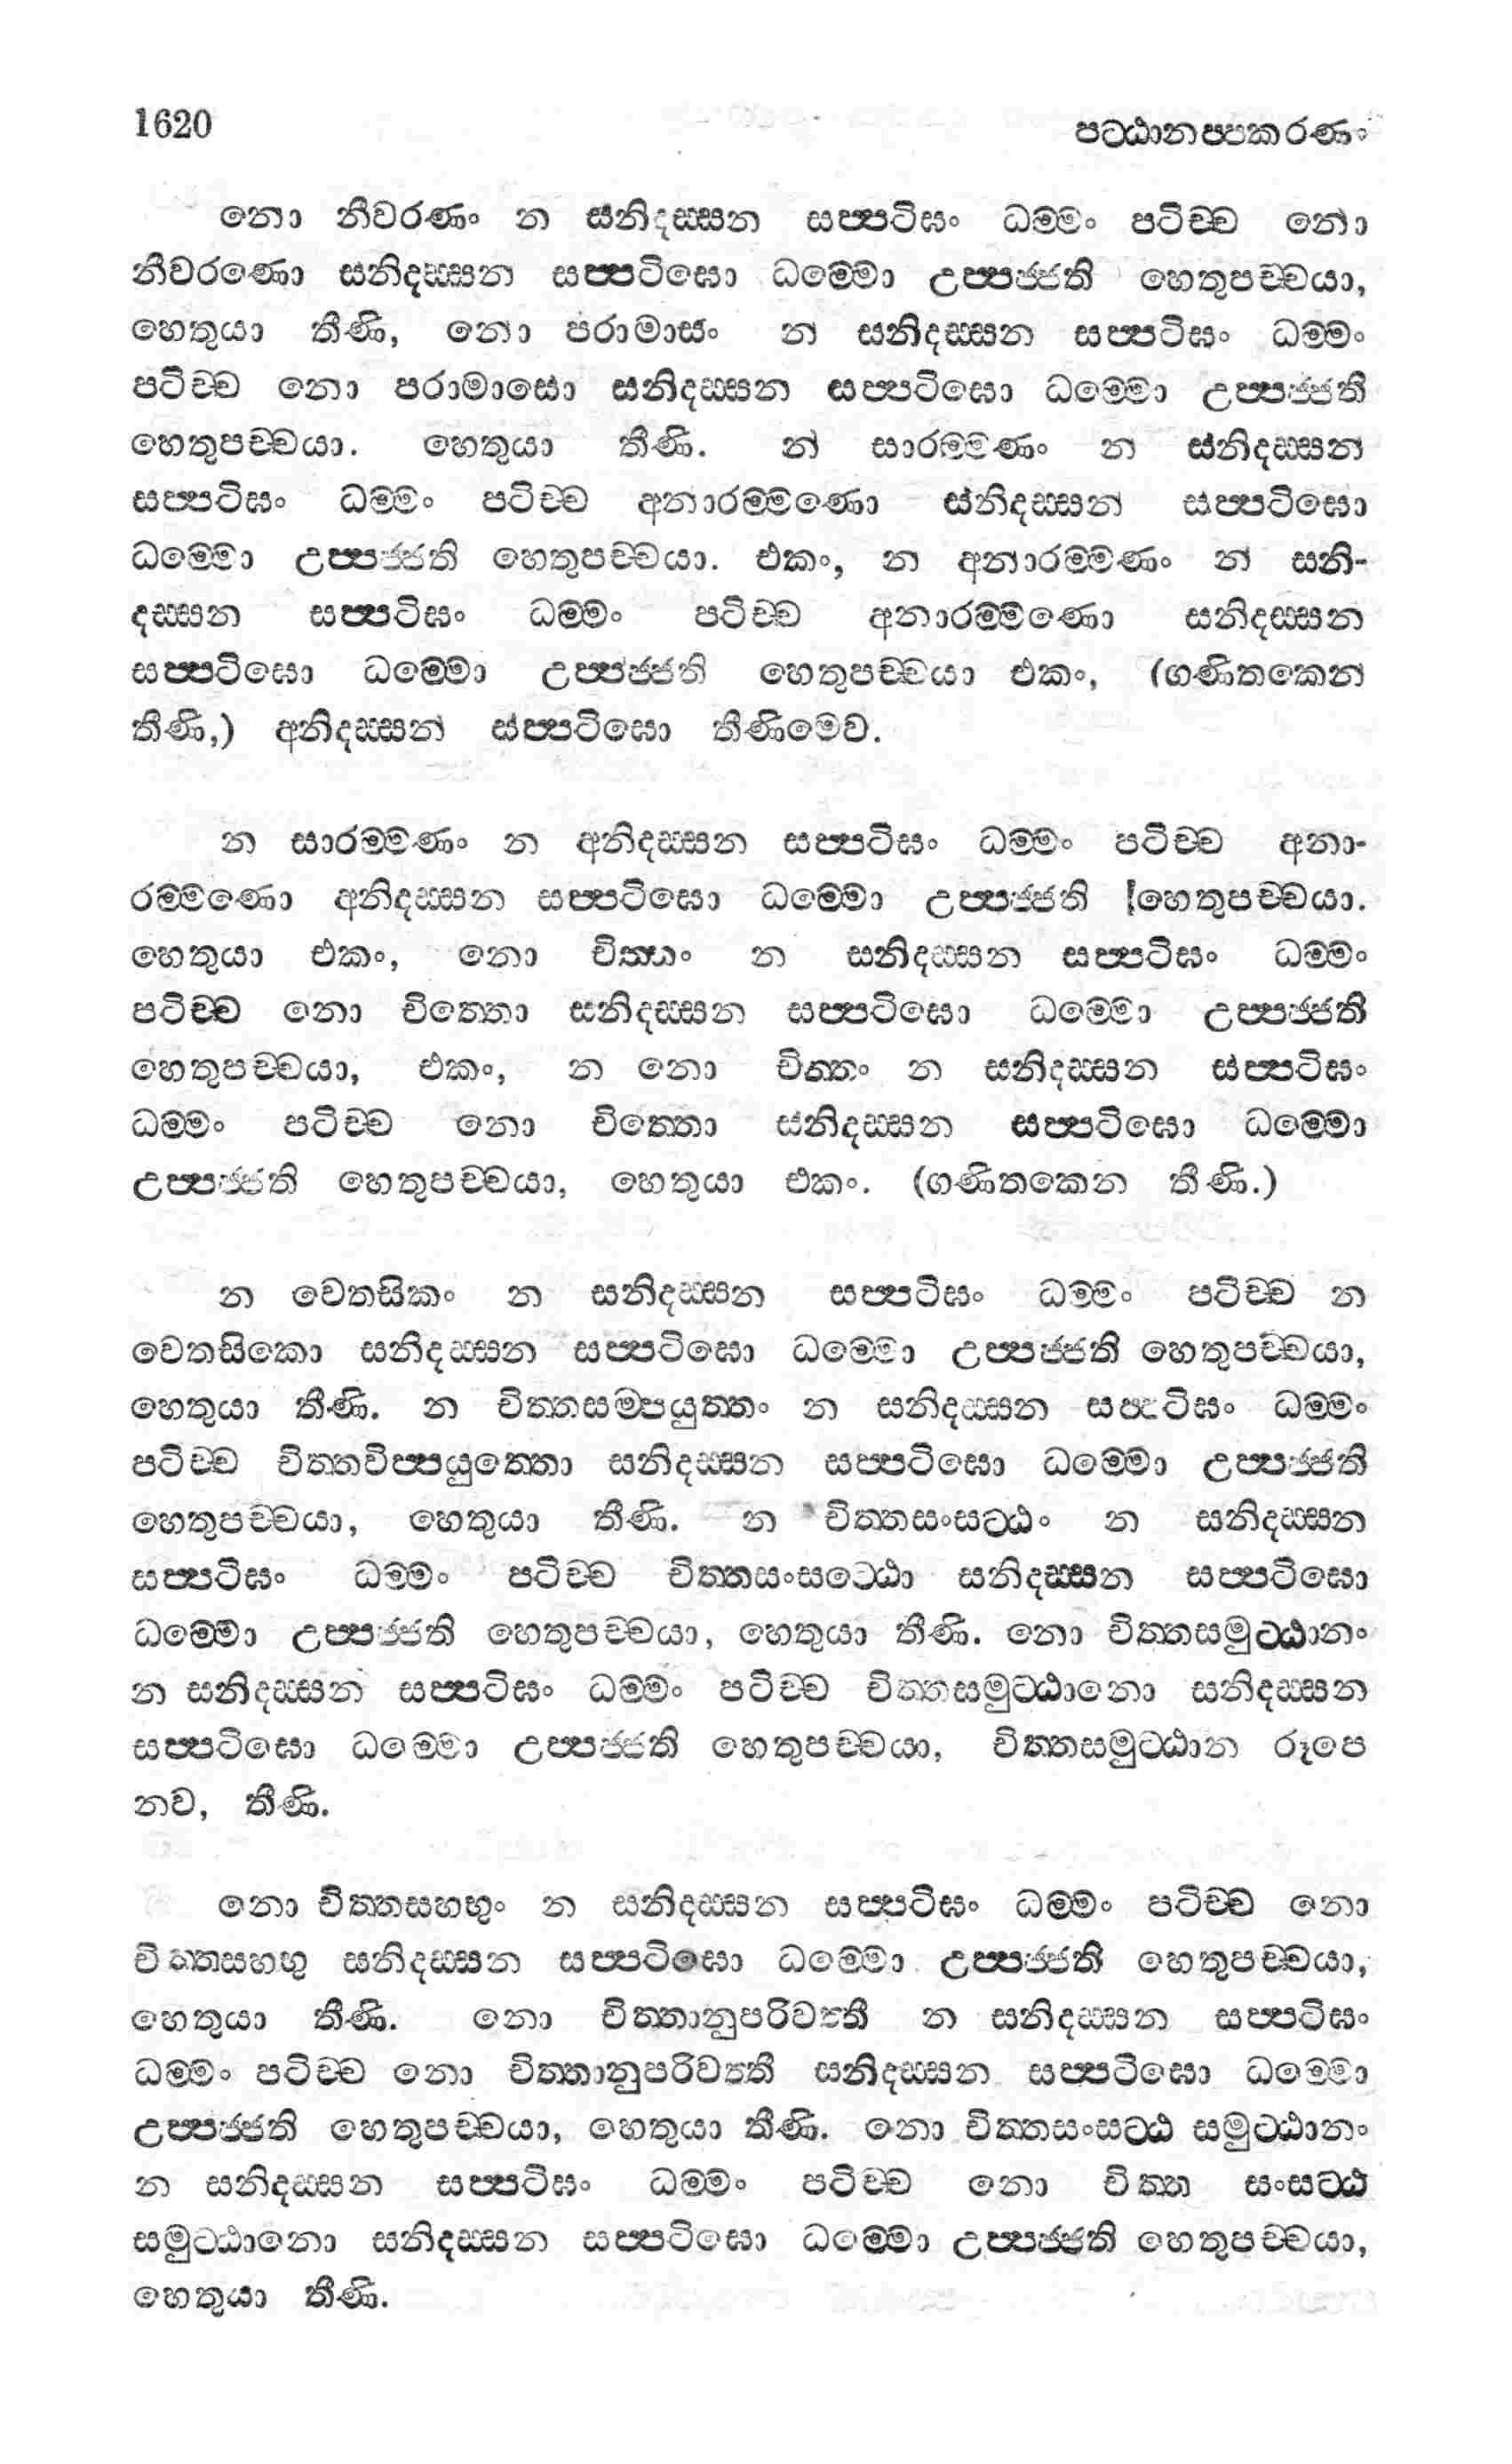 1620
පට්ඨානප්පකරණං
නො නීවරණං න සනිදස්සන සප්පටිඝං ධම්මං පටිච්ච නො
නීවරණො සනිදස්සන සප්පටිඝො ධම්මො උප්පජ්ජති හෙතුපච්චයා,
හෙතුයා තීණි, නො පරාමාසං න සනිදස්සන සප්පටිඝං ධම්මං
පටිච්ච නො පරාමාසො සනිදස්සන සප්පටිඝො ධම්මො උප්පජ්ජති
හෙතුපච්චයා. හෙතුයා තීණි. න සාරම්මණං න සනිදස්සන
සප්පටිඝං ධම්මං පටිච්ච අනාරම්මණො සනිදස්සන සප්පටිඝො
ධම්මො උප්පජ්ජති හෙතුපච්චයා. එකං, න අනාරම්මණං න සනි-
දස්සන සප්පටිඝං ධම්මං පටිච්ච අනාරම්මණො සනිදස්සන
සප්පටිඝො ධම්මො උප්පජ්ජති හෙතුපච්චයා එකං, (ගණිතකෙන
තීණි,) අනිදස්සන සප්පටිඝො තීණිමෙව.
න සාරම්මණං න අනිදස්සන සප්පටිඝං ධම්මං පටිච්ච අනා-
රම්මණො අනිදස්සන සප්පටිඝො ධම්මො උප්පජ්ජති හෙතුපච්චයා.
හෙතුයා එකං, නො චිත්තං න සනිදස්සන සප්පටිඝං ධම්මං
පටිච්ච නො චිත්තො සනිදස්සන සප්පටිඝො ධම්මො උප්පජ්ජති
හෙතුපච්චයා, එකං, න නො චිත්තං න සනිදස්සන සප්පටිඝං
ධම්මං පටිච්ච නො චිත්තො සනිදස්සන සප්පටිඝො ධම්මො
උප්පජ්ජති හෙතුපච්චයා, හෙතුයා එකං. (ගණිතකෙන තීණි.)
න චෙතසිකං න සනිදස්සන සප්පටිඝං ධම්මං පටිච්ච න
චෙතසිකො සනිදස්සන සප්පටිඝො ධම්මො උප්පජ්ජති හෙතුපච්චයා,
හෙතුයා තීණි. න චිත්තසම්පයුත්තං න සනිදස්සන සප්පටිඝං ධම්මං
පටිච්ච චිත්තවිප්පයුත්තො සනිදස්සන සප්පටිඝො ධම්මො උප්පජ්ජති
හෙතුපච්චයා, හෙතුයා තීණි. න චිත්තසංසට්ඨං න සනිදස්සන
සප්පටිඝං ධම්මං පටිච්ච චිත්තසංසට්ඨො සනිදස්සන සප්පටිඝො
ධම්මො උප්පජ්ජති හෙතුපච්චයා, හෙතුයා තීණි. නො චිත්තසමුට්ඨානං
න සනිදස්සන සප්පටිඝං ධම්මං පටිච්ච චිත්තසමුට්ඨානො සනිදස්සන
සප්පටිඝො ධම්මො උප්පජ්ජති හෙතුපච්චයා, චිත්තසමුට්ඨාන රූපෙ
නව, තීණි.
නො චිත්තසහභුං න සනිදස්සන සප්පටිඝං ධම්මං පටිච්ච නො
චිත්තසහභු සනිදස්සන සප්පටිඝො ධම්මො උප්පජ්ජති හෙතුපච්චයා,
හෙතුයා තීණි. නො චිත්තානුපරිවත්තී න සනිදස්සන සප්පටිඝං
ධම්මං පටිච්ච නො චිත්තානුපරිවත්තී සනිදස්සන සප්පටිඝො ධම්මො
උප්පජ්ජති හෙතුපච්චයා, හෙතුයා තීණි. නො චිත්තසංසට්ඨ සමුට්ඨානං
න සනිදස්සන සප්පටිඝං ධම්මං පටිච්ච නො චිත්ත සංසට්ඨ
සමුට්ඨානො සනිදස්සන සප්පටිඝො ධම්මො උප්පජ්ජති හෙතුපච්චයා,
හෙතුයා තීණි.